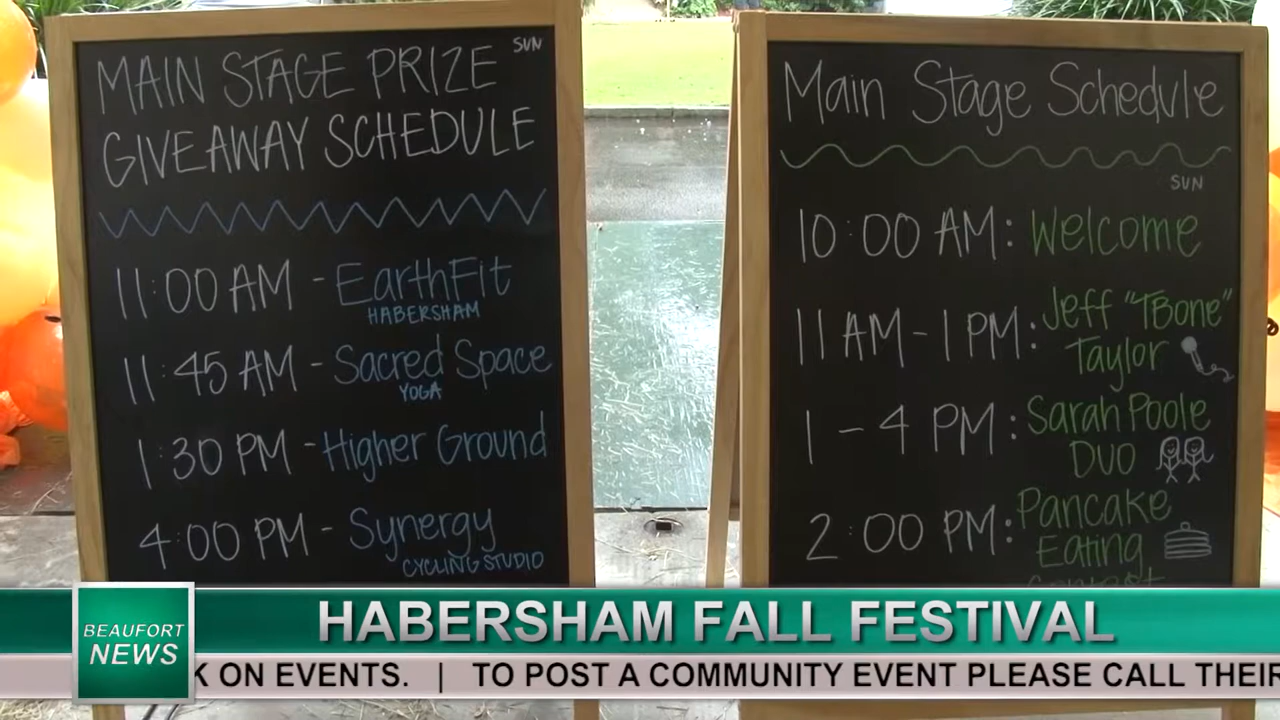 MAIN STAGE PRIZE SUN
GIVEAWAY SCHEDULE
11:00 AM - EarthFit
HABERSHAM
11:45 AM - Sacred Space
YOGA
1:30 PM - Higher Ground
4:00 PM - Synergy
CYCLING STUDIO
Main Stage Schedule
SUN
10:00 AM: Welcome
11 AM - 1 PM: Jeff "TBone"
Taylor
1 - 4 PM: Sarah Poole
DUO
2:00 PM: Pancake
Eating
HABERSHAM FALL FESTIVAL
BEAUFORT
NEWS
K ON EVENTS. | TO POST A COMMUNITY EVENT PLEASE CALL THEIR